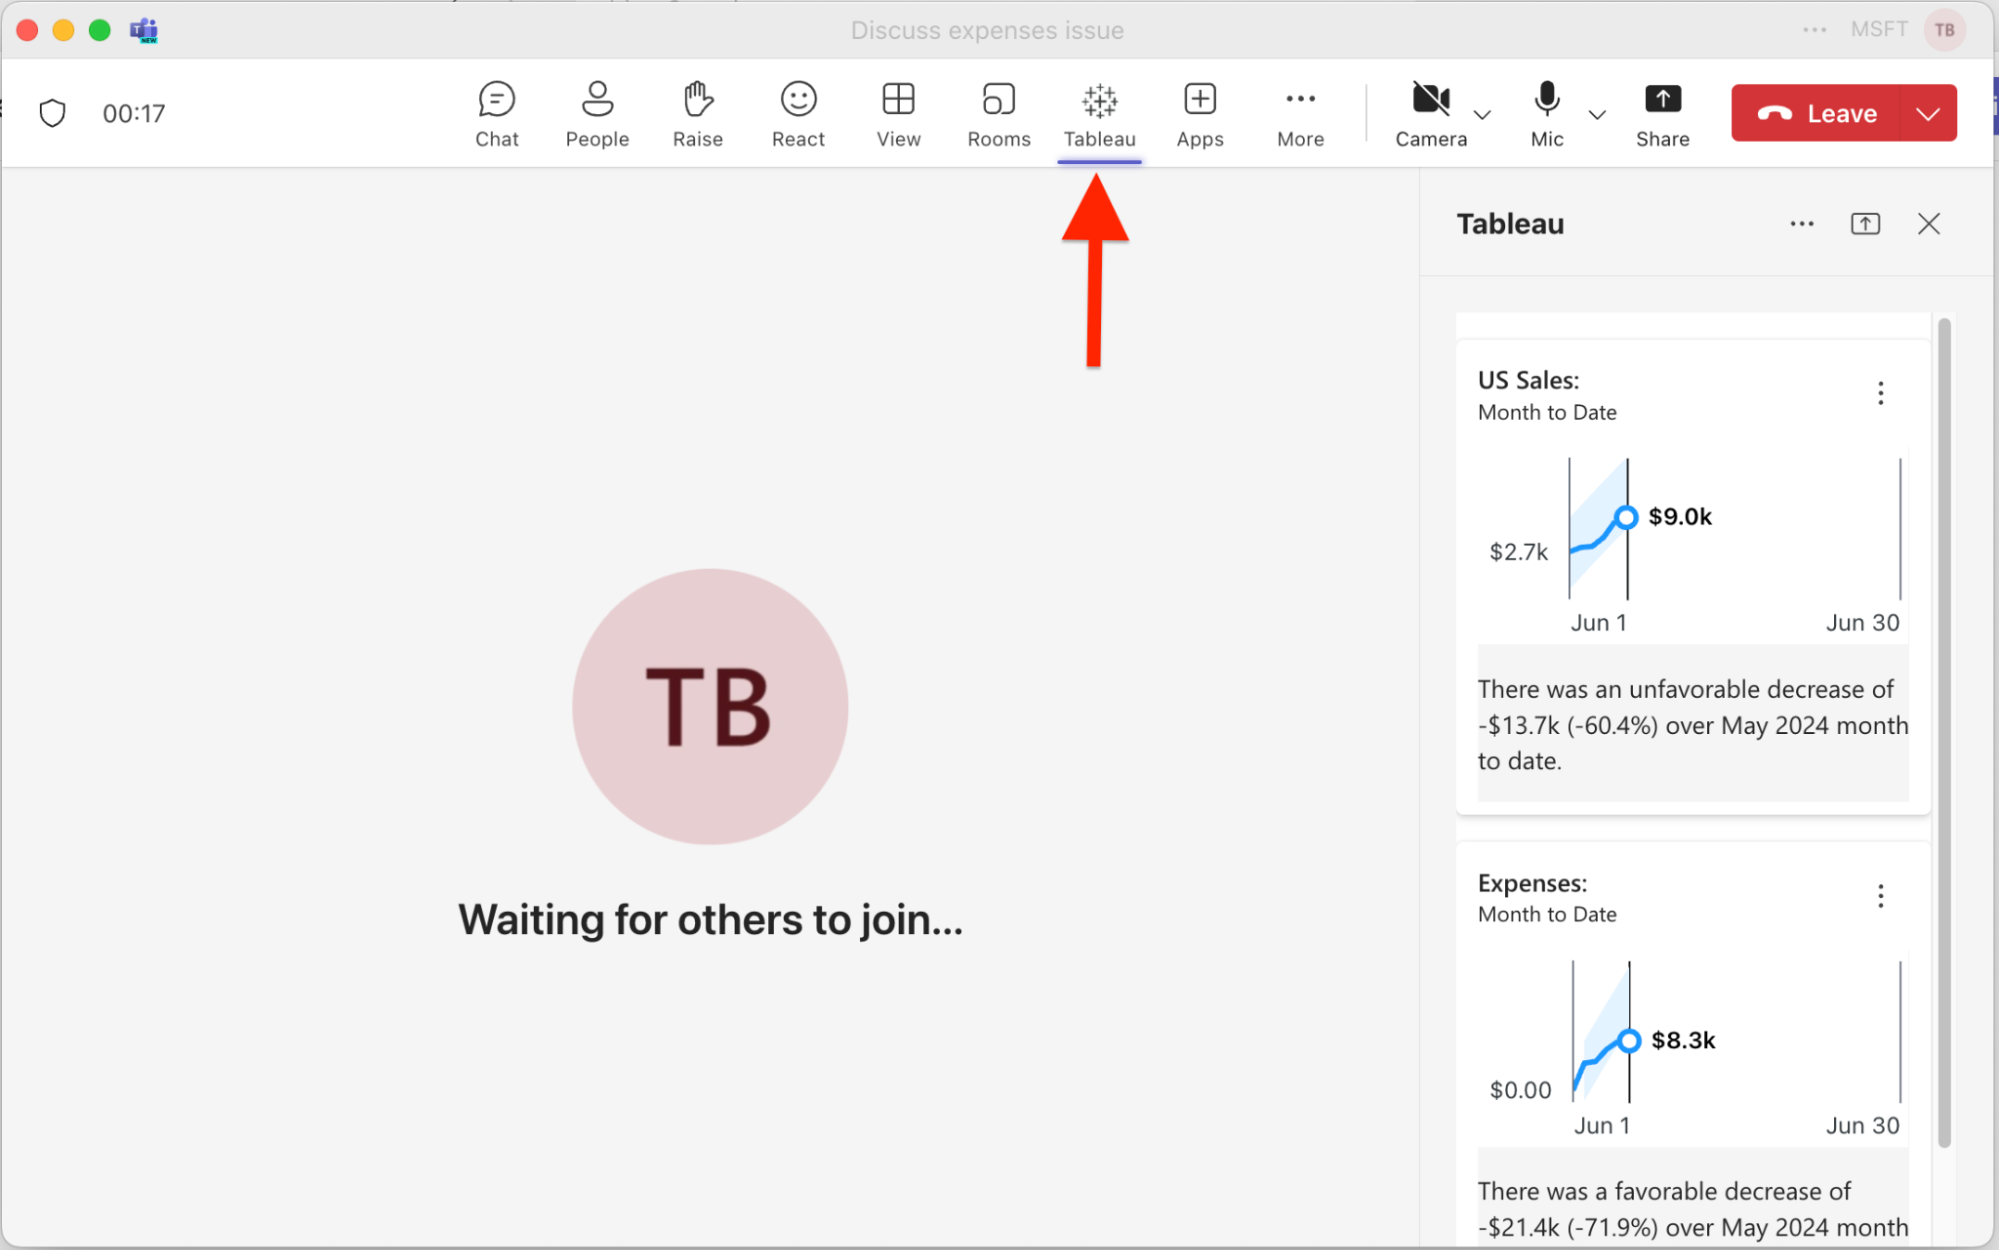 Discuss expenses issue
MSFT TB
00:17
Chat People Raise React View Rooms Tableau Apps More Camera Mic Share Leave
Tableau
US Sales:
Month to Date
$9.0k
$2.7k
Jun 1 Jun 30
There was an unfavorable decrease of
-$13.7k (-60.4%) over May 2024 month
to date.
TB
Waiting for others to join...
Expenses:
Month to Date
$8.3k
$0.00
Jun 1 Jun 30
There was a favorable decrease of
-$21.4k (-71.9%) over May 2024 month